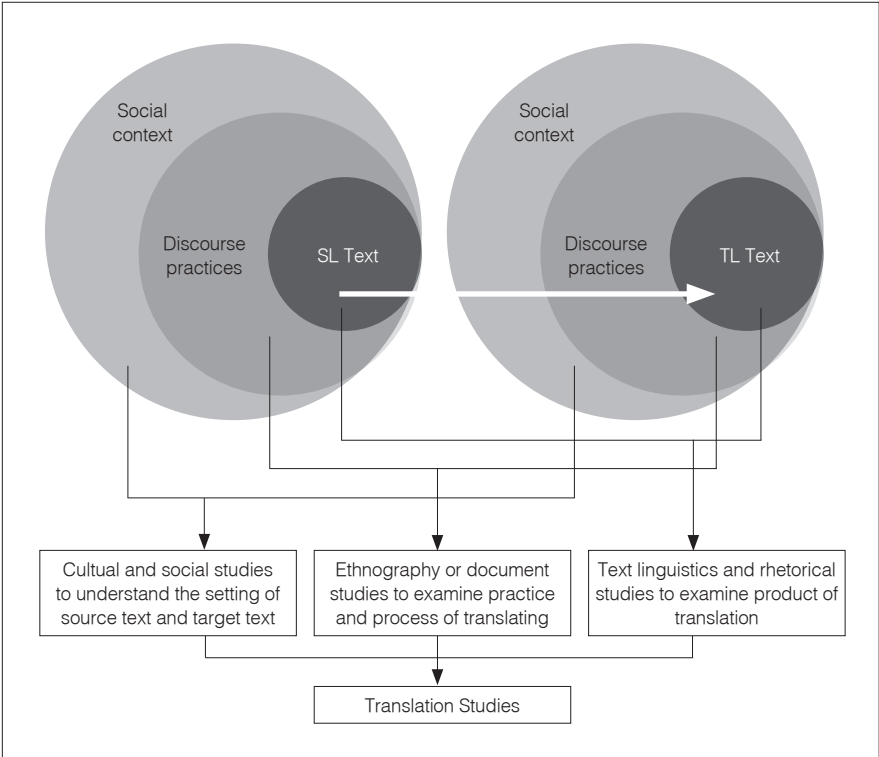 Social
context
Discourse
practices
SL Text
Social
context
Discourse
practices
TL Text
Cultual and social studies
to understand the setting of
source text and target text
Ethnography or document
studies to examine practice
and process of translating
Text linguistics and rhetorical
studies to examine product of
translation
Translation Studies